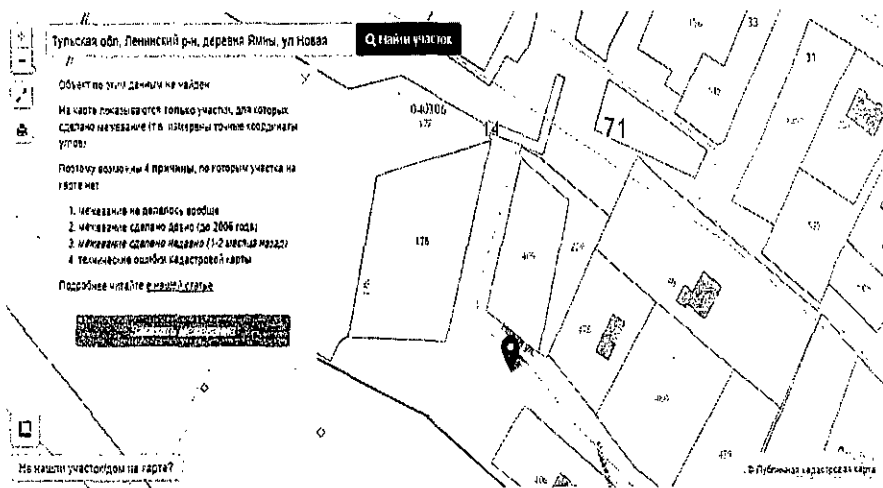 Тульская обл, Ленинский р-н, деревня Ямны, ул Новая
Найти участок
Объект по этим данным не найден
На карте показываются только участки, для которых
сделано межевание (т.е. измерены точные координаты
углов)
Поэтому возможны 4 причины, по которым участка на
карте нет
1. межевание не делалось вообще
2. межевание сделано давно (до 2006 года)
3. межевание сделано недавно (1-2 месяца назад)
4. технические ошибки кадастровой карты
Подробнее читайте в нашей статье
Не нашли участок/дом на карте?
040306
14
71
33
31
178
409
406
© Публичная кадастровая карта